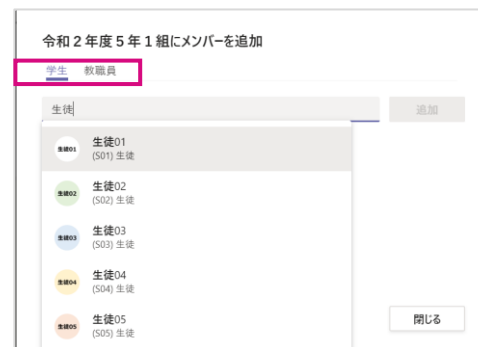 令和２年度５年１組にメンバーを追加
学生 教職員
生徒 追加
生徒01
生徒01
(S01) 生徒
生徒02
生徒02
(S02) 生徒
生徒03
生徒03
(S03) 生徒
生徒04
生徒04
(S04) 生徒
生徒05
生徒05
(S05) 生徒
閉じる